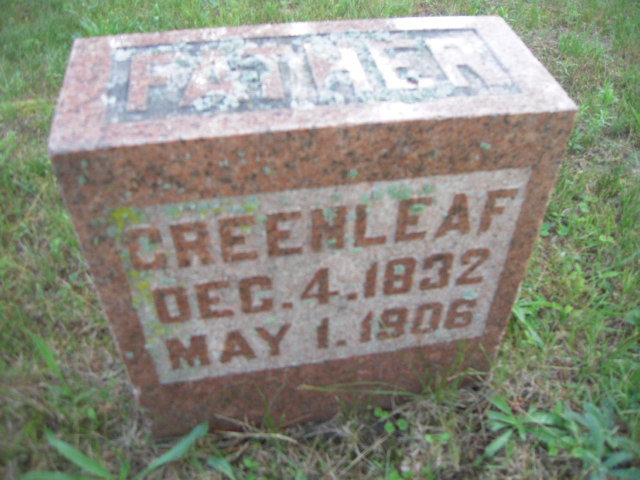 FATHER
GREENLEAF
DEC. 4. 1832
MAY 1. 1906